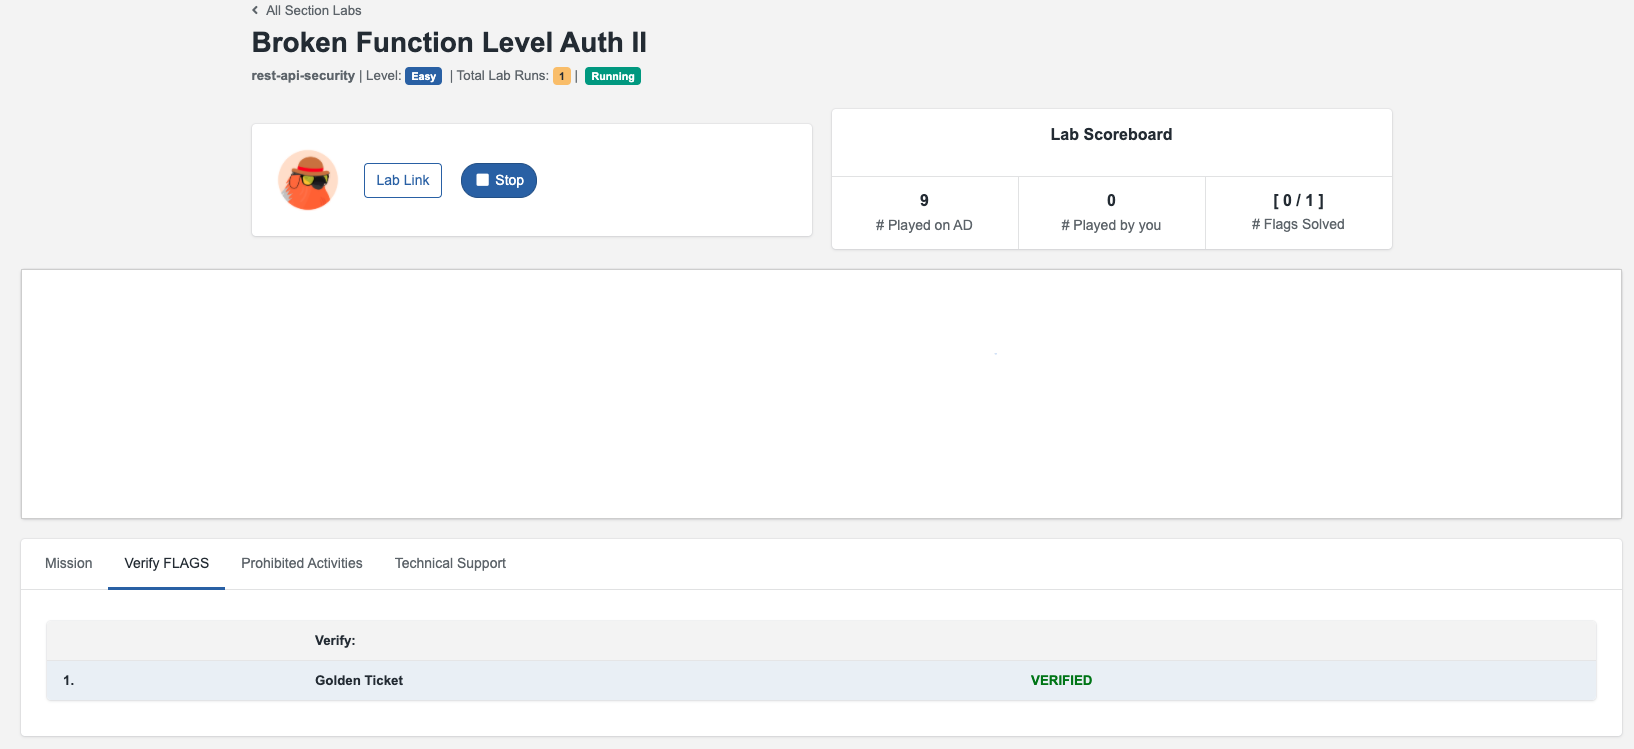 All Section Labs
Broken Function Level Auth II
rest-api-security | Level: Easy | Total Lab Runs: 1 | Running
Lab Link
Stop
Lab Scoreboard
9
# Played on AD
0
# Played by you
[ 0 / 1 ]
# Flags Solved
Mission Verify FLAGS Prohibited Activities Technical Support
Verify:
1. Golden Ticket VERIFIED